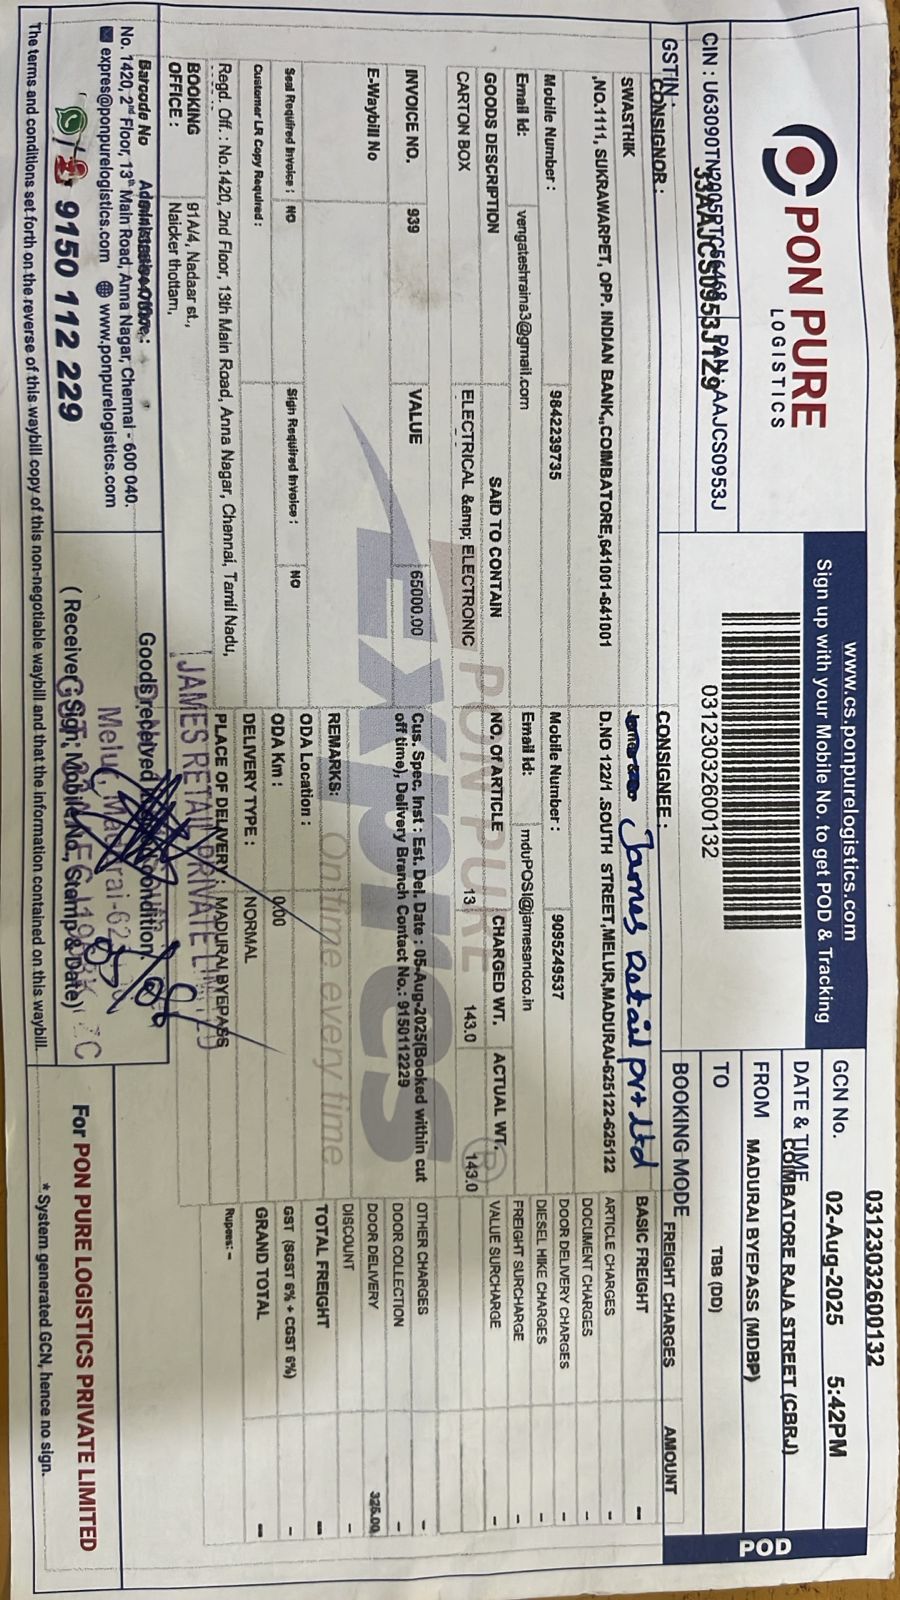 PON PURE
LOGISTICS
CIN : U63090TN2005PTC56468 | PAN : AAJCS0953J
GSTIN : 33AAJCS0953J1Z9
www.cs.ponpurelogistics.com
Sign up with your Mobile No. to get POD & Tracking
03123032600132
03123032600132
GCN No.
DATE & TIME 02-Aug-2025 5:42PM
FROM COIMBATORE RAJA STREET (CBRJ)
TO MADURAI BYEPASS (MDBP)
BOOKING MODE TBB (DD)
POD
CONSIGNOR :
SWASTHIK
,NO.1111, SUKRAWARPET, OPP. INDIAN BANK,,COIMBATORE,641001-641001
Mobile Number : 9842239735
Email Id: vengateshraina3@gmail.com
CONSIGNEE :
James Retail pvt Ltd
D.NO 122/1 .SOUTH STREET,MELUR,MADURAI-625122-625122
Mobile Number : 9095249537
Email Id: mduPOSI@jamesandco.in
GOODS DESCRIPTION SAID TO CONTAIN NO. Of ARTICLE CHARGED WT. ACTUAL WT.
CARTON BOX ELECTRICAL &amp; ELECTRONIC 13 143.0 143.0
INVOICE NO. 939 VALUE 65000.00
E-Waybill No
Cus. Spec. Inst : Est. Del. Date : 05-Aug-2025(Booked within cut
off time), Delivery Branch Contact No.: 9150112229
REMARKS:
ODA Location :
ODA Km : 0.00
DELIVERY TYPE : NORMAL
PLACE OF DELIVERY MADURAI BYEPASS
Seal Required Invoice : NO Sign Required Invoice : NO
Customer LR Copy Required :
Regd. Off. : No.1420, 2nd Floor, 13th Main Road, Anna Nagar, Chennai, Tamil Nadu,
BOOKING
OFFICE :
91A/4, Nadaar st.,
Naicker thottam,
FREIGHT CHARGES AMOUNT
BASIC FREIGHT --
ARTICLE CHARGES --
DOCUMENT CHARGES --
DOOR DELIVERY CHARGES --
DIESEL HIKE CHARGES --
FREIGHT SURCHARGE --
VALUE SURCHARGE --
OTHER CHARGES --
DOOR COLLECTION --
DOOR DELIVERY 325.00
DISCOUNT --
TOTAL FREIGHT --
GST (SGST 6% + CGST 6%) --
GRAND TOTAL --
Rupees: --
PON PURE
Expres
On time every time
Barcode No
Administrative Office :
No. 1420, 2nd Floor, 13th Main Road, Anna Nagar, Chennai - 600 040.
expres@ponpurelogistics.com www.ponpurelogistics.com
9150 112 229
Goods received condition
(Receiver Sign, Mobile No., Stamp & Date)
JAMES RETAIL PRIVATE LIMITED
For PON PURE LOGISTICS PRIVATE LIMITED
The terms and conditions set forth on the reverse of this waybill copy of this non-negotiable waybill and that the information contained on this waybill.
* System generated GCN, hence no sign.